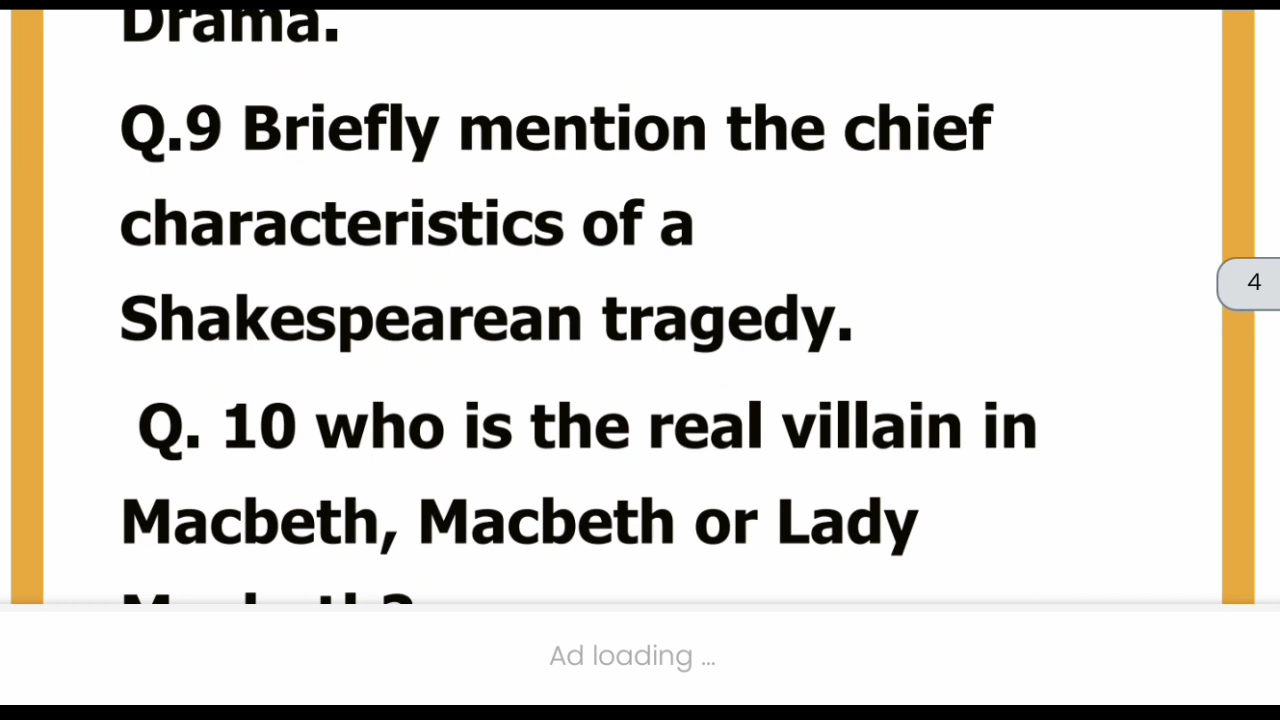 Drama.
Q.9 Briefly mention the chief
characteristics of a
Shakespearean tragedy.
4
Q. 10 who is the real villain in
Macbeth, Macbeth or Lady
Ad loading ...